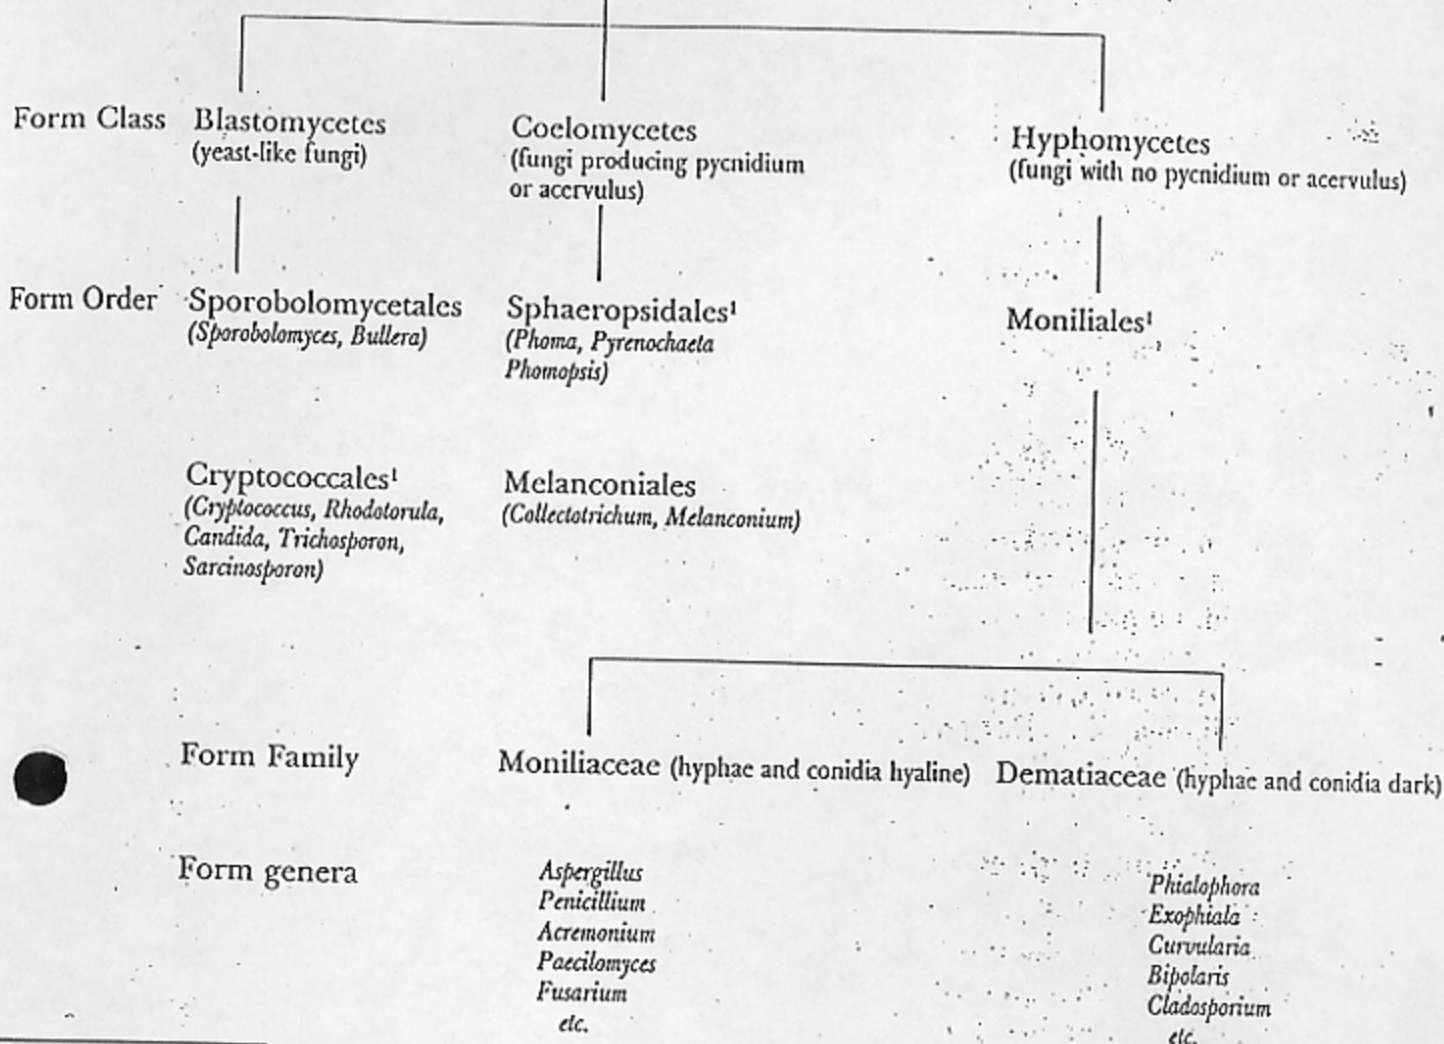 Form Class
Blastomycetes
(yeast-like fungi)
Coelomycetes
(fungi producing pycnidium
or acervulus)
Hyphomycetes
(fungi with no pycnidium or acervulus)
Form Order
Sporobolomycetales
(Sporobolomyces, Bullera)
Sphaeropsidales¹
(Phoma, Pyrenochaeta
Phomopsis)
Moniliales¹
Cryptococcales¹
(Cryptococcus, Rhodotorula,
Candida, Trichosporon,
Sarcinosporon)
Melanconiales
(Collectotrichum, Melanconium)
Form Family
Moniliaceae (hyphae and conidia hyaline)
Dematiaceae (hyphae and conidia dark)
Form genera
Aspergillus
Penicillium
Acremonium
Paecilomyces
Fusarium
etc.
Phialophora
Exophiala
Curvularia
Bipolaris
Cladosporium
etc.